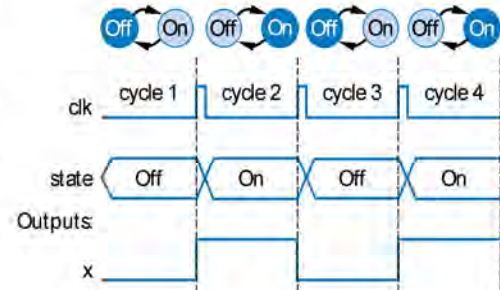 Off On Off On Off On Off On
clk cycle 1 cycle 2 cycle 3 cycle 4
state Off On Off On
Outputs:
x